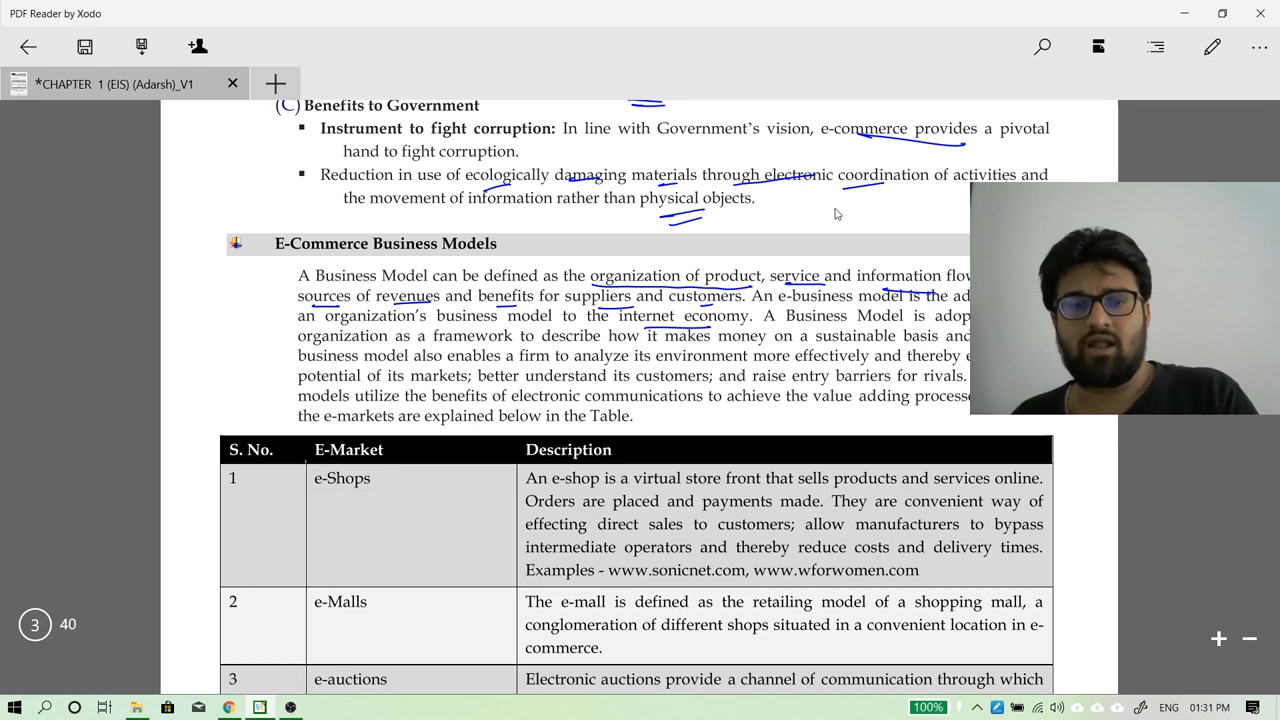 PDF Reader by Xodo
*CHAPTER 1 (EIS) (Adarsh)_V1
(C) Benefits to Government
Instrument to fight corruption: In line with Government's vision, e-commerce provides a pivotal
hand to fight corruption.
Reduction in use of ecologically damaging materials through electronic coordination of activities and
the movement of information rather than physical objects.
E-Commerce Business Models
A Business Model can be defined as the organization of product, service and information
sources of revenues and benefits for suppliers and customers. An e-business model is the
an organization's business model to the internet economy. A Business Model is
organization as a framework to describe how it makes money on a sustainable basis and
business model also enables a firm to analyze its environment more effectively and thereby
potential of its markets; better understand its customers; and raise entry barriers for rivals.
models utilize the benefits of electronic communications to achieve the value adding
the e-markets are explained below in the Table.
S. No. E-Market Description
1 e-Shops An e-shop is a virtual store front that sells products and services online.
Orders are placed and payments made. They are convenient way of
effecting direct sales to customers; allow manufacturers to bypass
intermediate operators and thereby reduce costs and delivery times.
Examples - www.sonicnet.com, www.wforwomen.com
2 e-Malls The e-mall is defined as the retailing model of a shopping mall, a
conglomeration of different shops situated in a convenient location in e-
commerce.
3 e-auctions Electronic auctions provide a channel of communication through which
3 40
100% ENG 01:31 PM